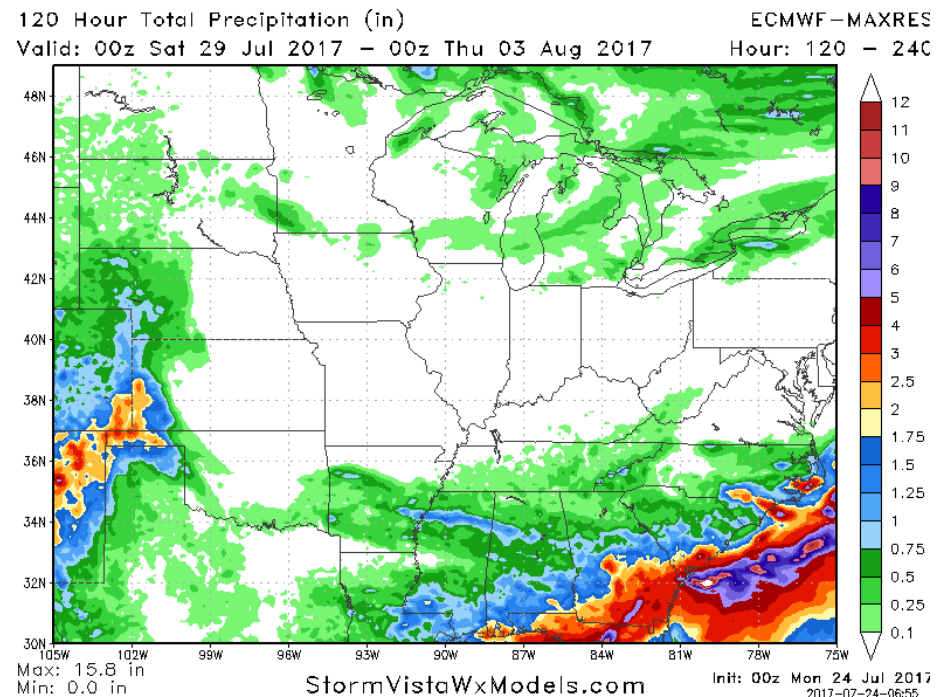 120 Hour Total Precipitation (in)
ECMWF-MAXRES
Valid: 00z Sat 29 Jul 2017 - 00z Thu 03 Aug 2017
Hour: 120 - 240
48N
46N
44N
42N
40N
38N
36N
34N
32N
30N
105W
102W
99W
96W
93W
90W
87W
84W
81W
78W
75W
12
11
10
9
8
7
6
5
4
3
2.5
2
1.75
1.5
1.25
1
0.75
0.5
0.25
0.1
Max: 15.8 in
Min: 0.0 in
StormVistaWxModels.com
Init: 00z Mon 24 Jul 2017
2017-07-24-06:55